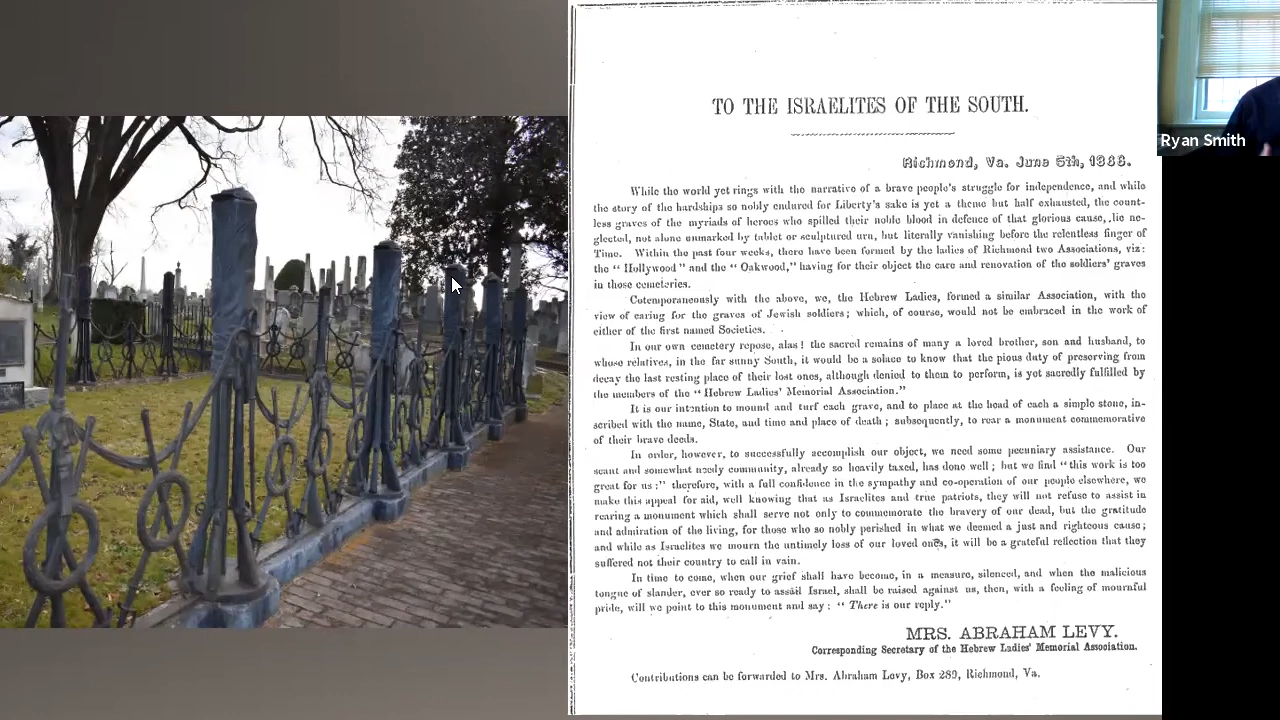 TO THE ISRAELITES OF THE SOUTH.
Richmond, Va. June 5th, 1866.
While the world yet rings with the narrative of a brave people's struggle for independence, and while
the story of the hardships so nobly endured for Liberty's sake is yet a theme but half exhausted, the count-
less graves of the myriads of heroes who spilled their noble blood in defence of that glorious cause, lie ne-
glected, not alone unmarked by tablet or sculptured urn, but literally vanishing before the relentless finger of
Time. Within the past four weeks, there have been formed by the ladies of Richmond two Associations, viz:
the "Hollywood" and the "Oakwood," having for their object the care and renovation of the soldiers' graves
in those cemeteries.
Cotemporaneously with the above, we, the Hebrew Ladies, formed a similar Association, with the
view of caring for the graves of Jewish soldiers; which, of course, would not be embraced in the work of
either of the first named Societies.
In our own cemetery repose, alas! the sacred remains of many a loved brother, son and husband, to
whose relatives, in the far sunny South, it would be a solace to know that the pious duty of preserving from
decay the last resting place of their lost ones, although denied to them to perform, is yet sacredly fulfilled by
the members of the "Hebrew Ladies' Memorial Association."
It is our intention to mound and turf each grave, and to place at the head of each a simple stone, in-
scribed with the name, State, and time and place of death; subsequently, to rear a monument commemorative
of their brave deeds.
In order, however, to successfully accomplish our object, we need some pecuniary assistance. Our
scant and somewhat needy community, already so heavily taxed, has done well; but we find "this work is too
great for us;" therefore, with a full confidence in the sympathy and co-operation of our people elsewhere, we
make this appeal for aid, well knowing that as Israelites and true patriots, they will not refuse to assist in
rearing a monument which shall serve not only to commemorate the bravery of our dead, but the gratitude
and admiration of the living, for those who so nobly perished in what we deemed a just and righteous cause;
and while as Israelites we mourn the untimely loss of our loved ones, it will be a grateful reflection that they
suffered not their country to call in vain.
In time to come, when our grief shall have become, in a measure, silenced, and when the malicious
tongue of slander, ever so ready to assail Israel, shall be raised against us, then, with a feeling of mournful
pride, will we point to this monument and say: "There is our reply."
MRS. ABRAHAM LEVY.
Corresponding Secretary of the Hebrew Ladies' Memorial Association.
Contributions can be forwarded to Mrs. Abraham Levy, Box 289, Richmond, Va.
Ryan Smith